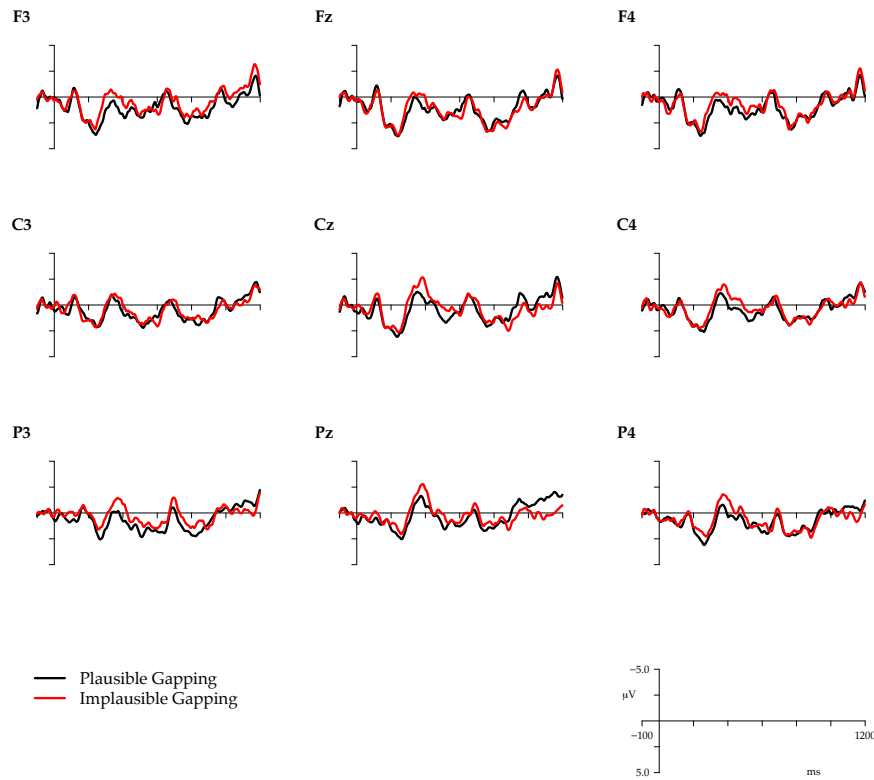 F3 Fz F4
C3 Cz C4
P3 Pz P4
Plausible Gapping
Implausible Gapping
−5.0
μV
−100 1200
5.0
ms